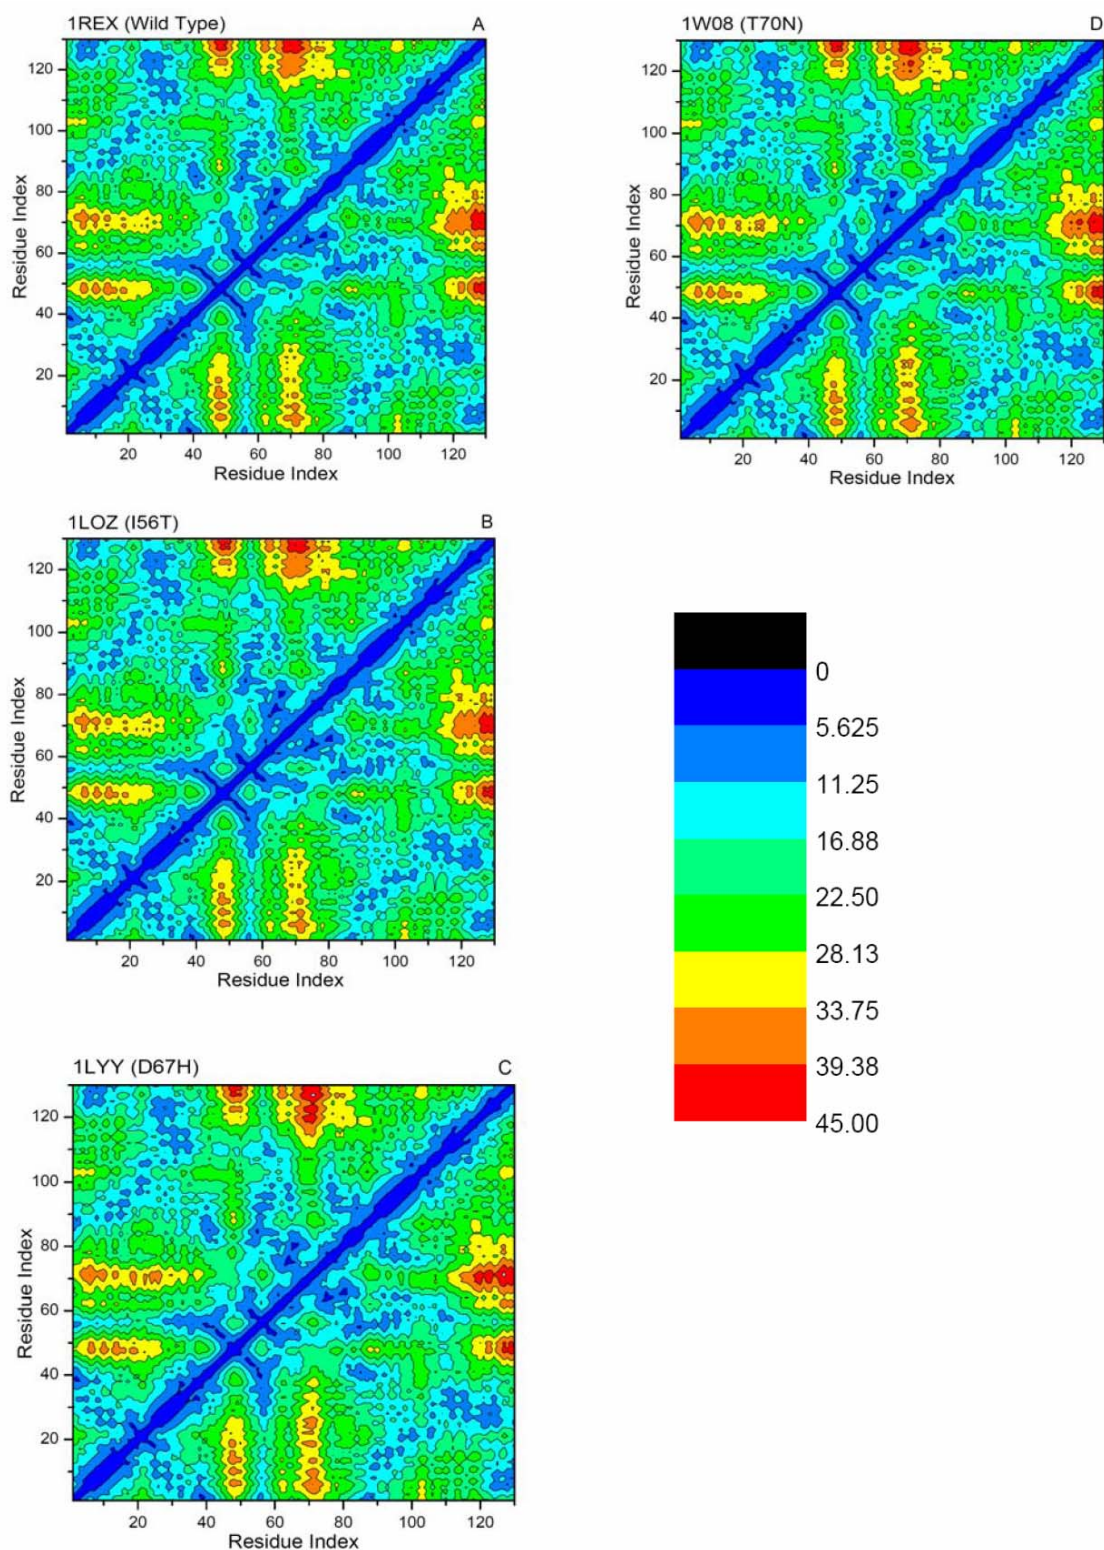 1REX (Wild Type) A
120
100
80
60
40
20
Residue Index
20 40 60 80 100 120
Residue Index
1W08 (T70N) D
120
100
80
60
40
20
Residue Index
20 40 60 80 100 120
Residue Index
1LOZ (I56T) B
120
100
80
60
40
20
Residue Index
20 40 60 80 100 120
Residue Index
0
5.625
11.25
16.88
22.50
28.13
33.75
39.38
45.00
1LYY (D67H) C
120
100
80
60
40
20
Residue Index
20 40 60 80 100 120
Residue Index